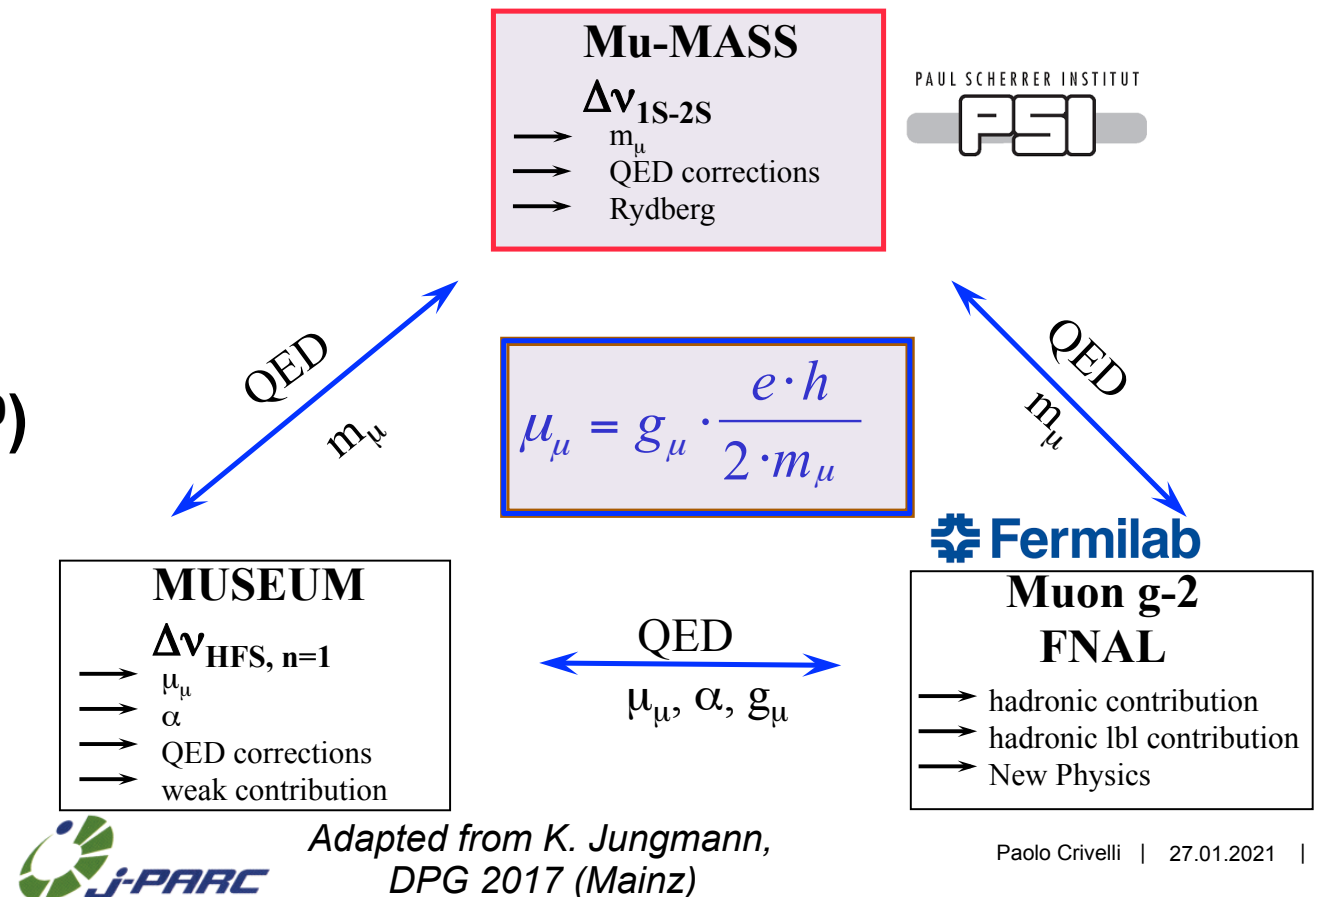 Mu-MASS
Δν1S-2S
mμ
QED corrections
Rydberg
PAUL SCHERRER INSTITUT
PSI
QED
mμ
QED
mμ
)
μμ = gμ · e·h / 2·mμ
Fermilab
MUSEUM
ΔνHFS, n=1
μμ
α
QED corrections
weak contribution
QED
μμ, α, gμ
Muon g-2
FNAL
hadronic contribution
hadronic lbl contribution
New Physics
J-PARC
Adapted from K. Jungmann,
DPG 2017 (Mainz)
Paolo Crivelli | 27.01.2021 |